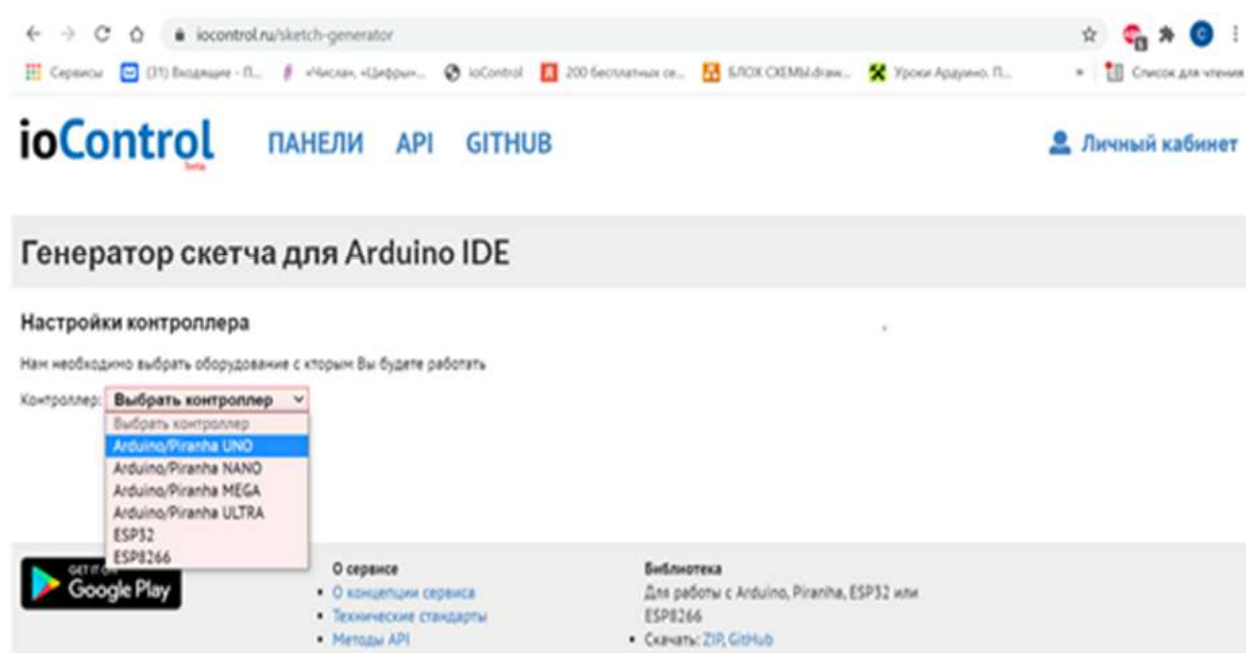 iocontrol.ru/sketch-generator
Сервисы (31) Входящие - П... «Числа», «Цифры»... ioControl 200 бесплатных се... БЛОК СХЕМЫ.draw... Уроки Ардуино. П... » Список для чтения
ioControl beta ПАНЕЛИ API GITHUB Личный кабинет
Генератор скетча для Arduino IDE
Настройки контроллера
Нам необходимо выбрать оборудование с кторым Вы будете работать
Контроллер: Выбрать контроллер
Выбрать контроллер
Arduino/Piranha UNO
Arduino/Piranha NANO
Arduino/Piranha MEGA
Arduino/Piranha ULTRA
ESP32
ESP8266
GET IT ON
Google Play
О сервисе
• О концепции сервиса
• Технические стандарты
• Методы API
Библиотека
Для работы с Arduino, Piranha, ESP32 или
ESP8266
• Скачать: ZIP, GitHub